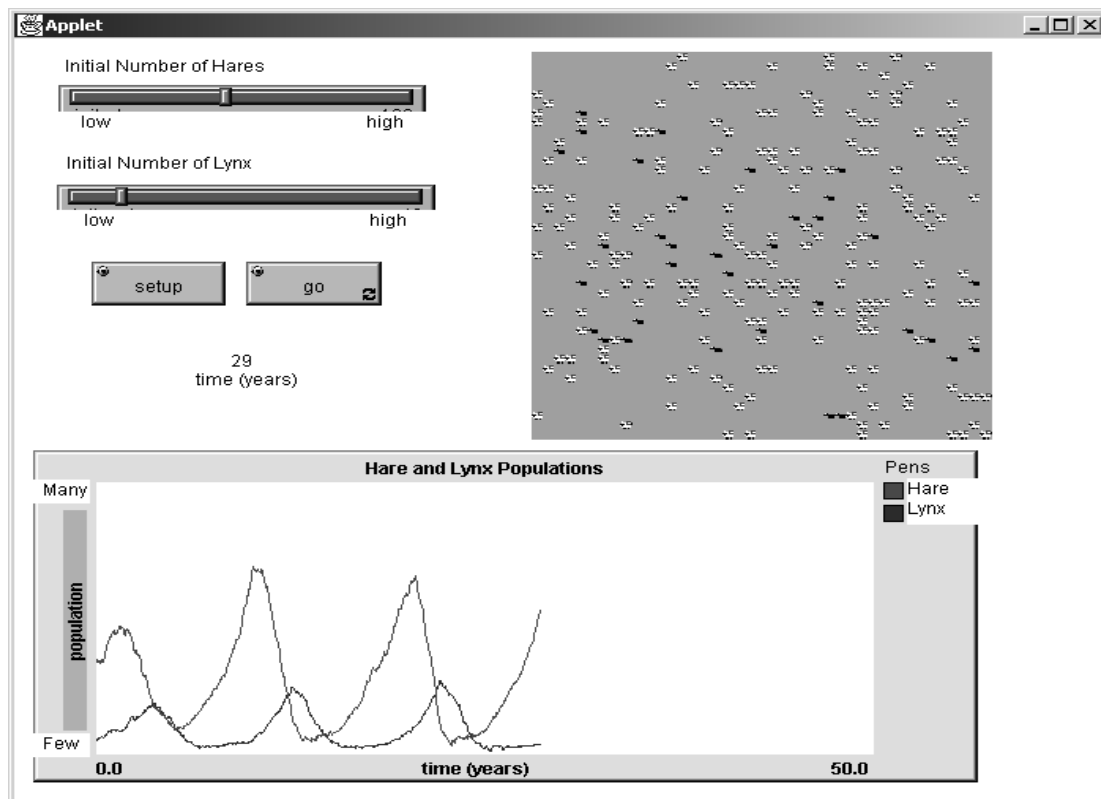 Applet
Initial Number of Hares
low high
Initial Number of Lynx
low high
setup go
29
time (years)
Hare and Lynx Populations
Pens
Hare
Lynx
Many
population
Few
0.0 time (years) 50.0